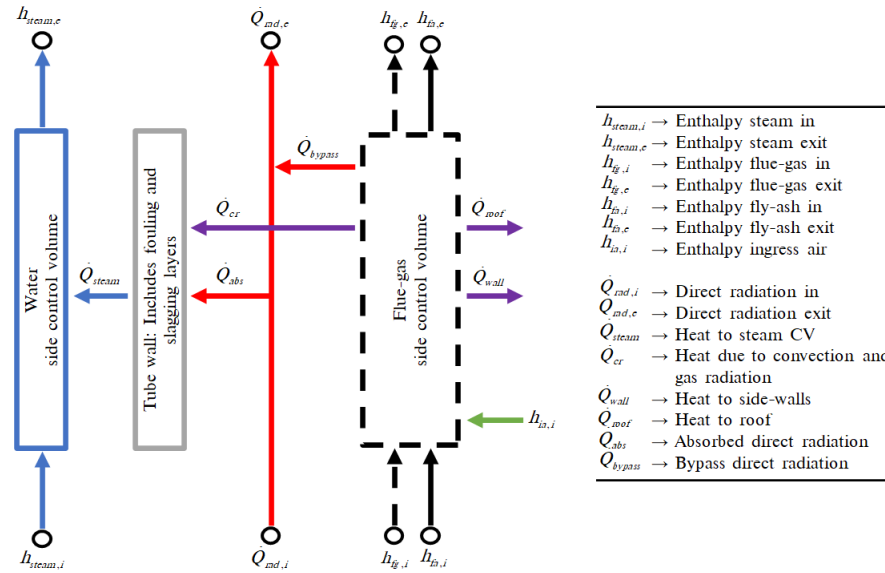 h_steam,e
Q̇_rad,e
h_fg,e
h_fa,e
Q̇_bypass
Q̇_cr
Q̇_roof
Q̇_steam
Q̇_abs
Q̇_wall
Water
side control volume
Tube wall: Includes fouling and
slagging layers
Flue-gas
side control volume
h_ia,i
h_steam,i
Q̇_rad,i
h_fg,i
h_fa,i
h_steam,i → Enthalpy steam in
h_steam,e → Enthalpy steam exit
h_fg,i → Enthalpy flue-gas in
h_fg,e → Enthalpy flue-gas exit
h_fa,i → Enthalpy fly-ash in
h_fa,e → Enthalpy fly-ash exit
h_ia,i → Enthalpy ingress air
Q̇_rad,i → Direct radiation in
Q̇_rad,e → Direct radiation exit
Q̇_steam → Heat to steam CV
Q̇_cr → Heat due to convection and
gas radiation
Q̇_wall → Heat to side-walls
Q̇_roof → Heat to roof
Q̇_abs → Absorbed direct radiation
Q̇_bypass → Bypass direct radiation